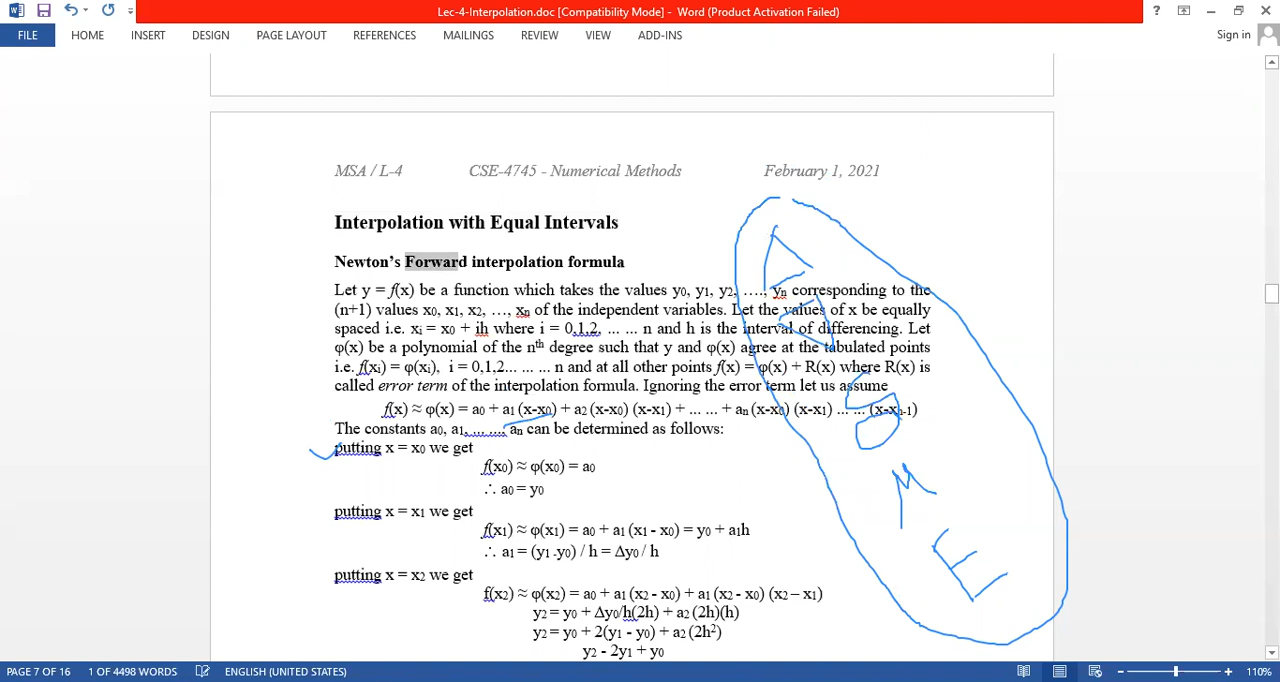 Lec-4-Interpolation.doc [Compatibility Mode] - Word (Product Activation Failed)
FILE HOME INSERT DESIGN PAGE LAYOUT REFERENCES MAILINGS REVIEW VIEW ADD-INS Sign in
MSA / L-4 CSE-4745 - Numerical Methods February 1, 2021
Interpolation with Equal Intervals
Newton's Forward interpolation formula
Let y = f(x) be a function which takes the values y0, y1, y2, …., yn corresponding to the
(n+1) values x0, x1, x2, …, xn of the independent variables. Let the values of x be equally
spaced i.e. xi = x0 + ih where i = 0,1,2, … … n and h is the interval of differencing. Let
φ(x) be a polynomial of the nth degree such that y and φ(x) agree at the tabulated points
i.e. f(xi) = φ(xi), i = 0,1,2… … … n and at all other points f(x) = φ(x) + R(x) where R(x) is
called error term of the interpolation formula. Ignoring the error term let us assume
f(x) ≈ φ(x) = a0 + a1 (x-x0) + a2 (x-x0) (x-x1) + … … + an (x-x0) (x-x1) … … (x-xn-1)
The constants a0, a1, … …. an can be determined as follows:
putting x = x0 we get
f(x0) ≈ φ(x0) = a0
∴ a0 = y0
putting x = x1 we get
f(x1) ≈ φ(x1) = a0 + a1 (x1 - x0) = y0 + a1h
∴ a1 = (y1 -y0) / h = Δy0 / h
putting x = x2 we get
f(x2) ≈ φ(x2) = a0 + a1 (x2 - x0) + a1 (x2 - x0) (x2 – x1)
y2 = y0 + Δy0/h(2h) + a2 (2h)(h)
y2 = y0 + 2(y1 - y0) + a2 (2h²)
y2 - 2y1 + y0
PAGE 7 OF 16 1 OF 4498 WORDS ENGLISH (UNITED STATES) 110%